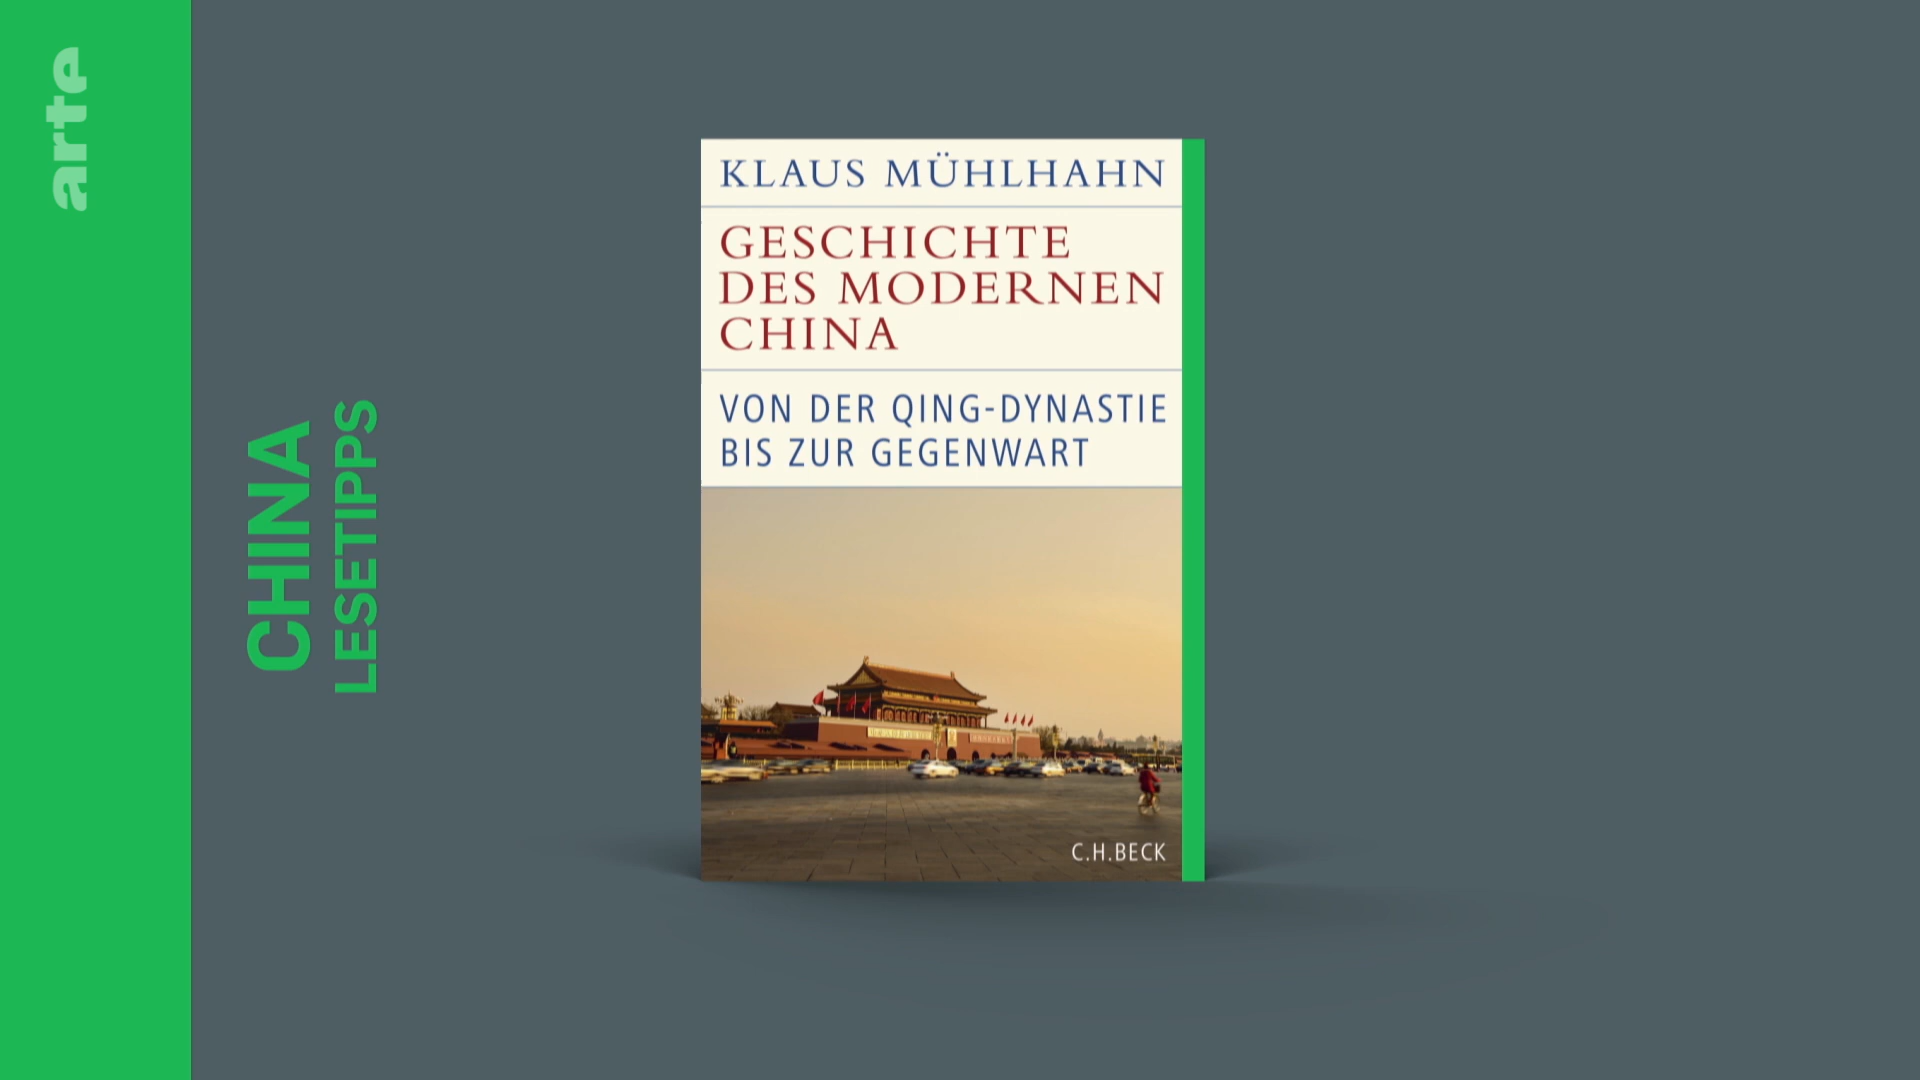 arte
CHINA
LESETIPPS
KLAUS MÜHLHAHN
GESCHICHTE
DES MODERNEN
CHINA
VON DER QING-DYNASTIE
BIS ZUR GEGENWART
C.H.BECK